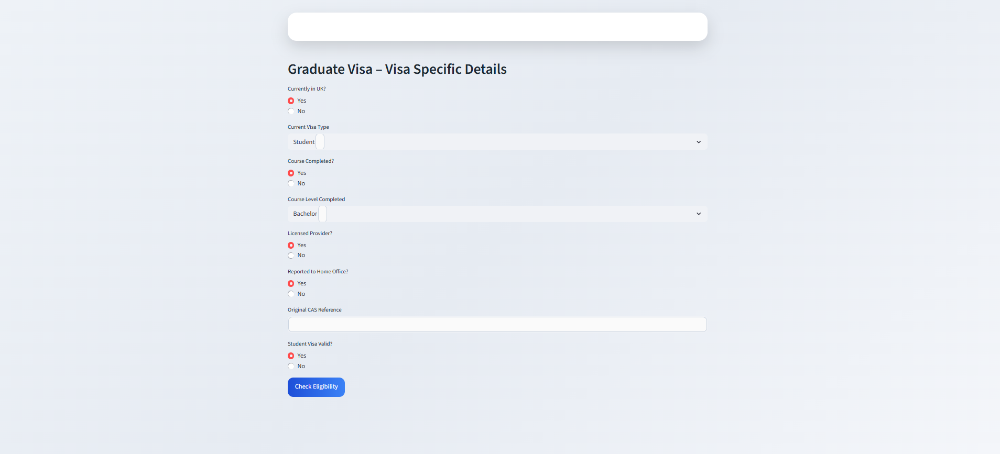 Graduate Visa – Visa Specific Details
Currently in UK?
Yes
No
Current Visa Type
Student
Course Completed?
Yes
No
Course Level Completed
Bachelor
Licensed Provider?
Yes
No
Reported to Home Office?
Yes
No
Original CAS Reference
Student Visa Valid?
Yes
No
Check Eligibility